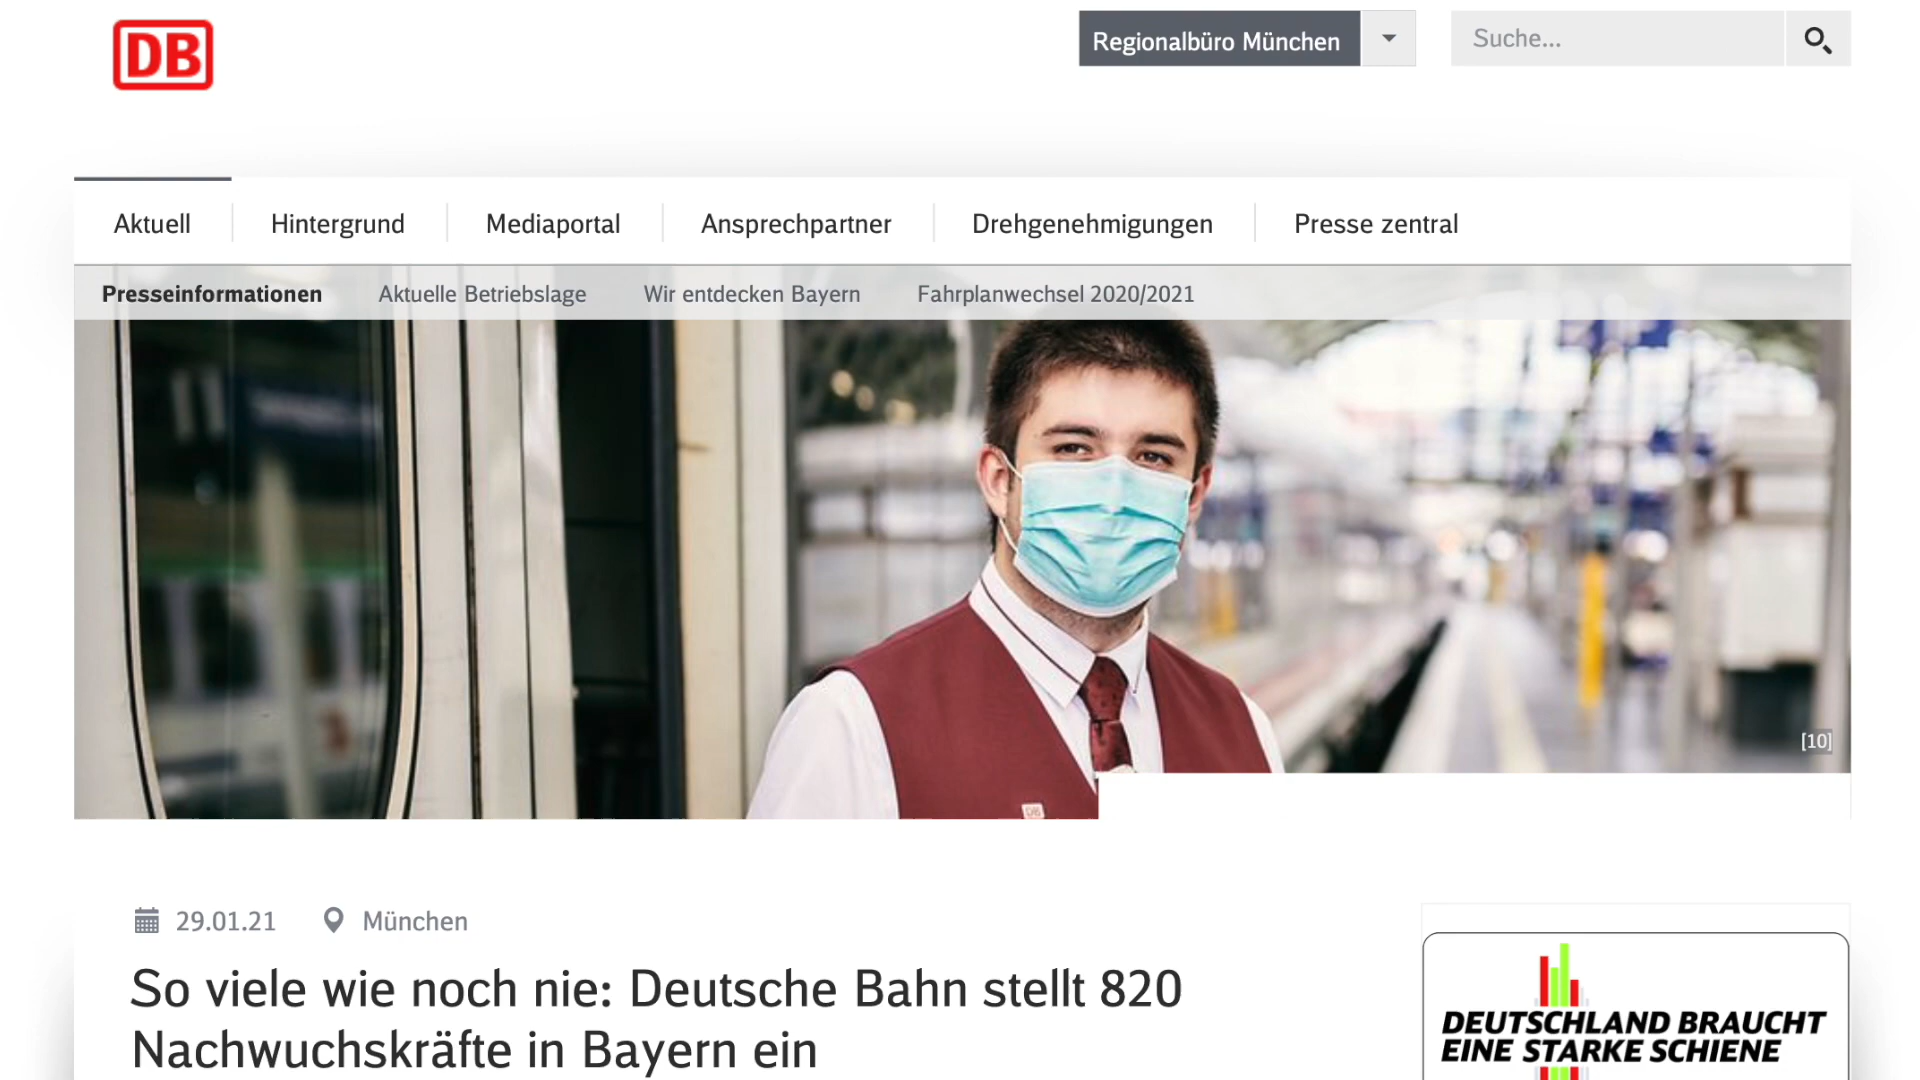 DB
Regionalbüro München
Suche...
Aktuell
Hintergrund
Mediaportal
Ansprechpartner
Drehgenehmigungen
Presse zentral
Presseinformationen
Aktuelle Betriebslage
Wir entdecken Bayern
Fahrplanwechsel 2020/2021
DB
[10]
29.01.21
München
So viele wie noch nie: Deutsche Bahn stellt 820
Nachwuchskräfte in Bayern ein
DEUTSCHLAND BRAUCHT
EINE STARKE SCHIENE